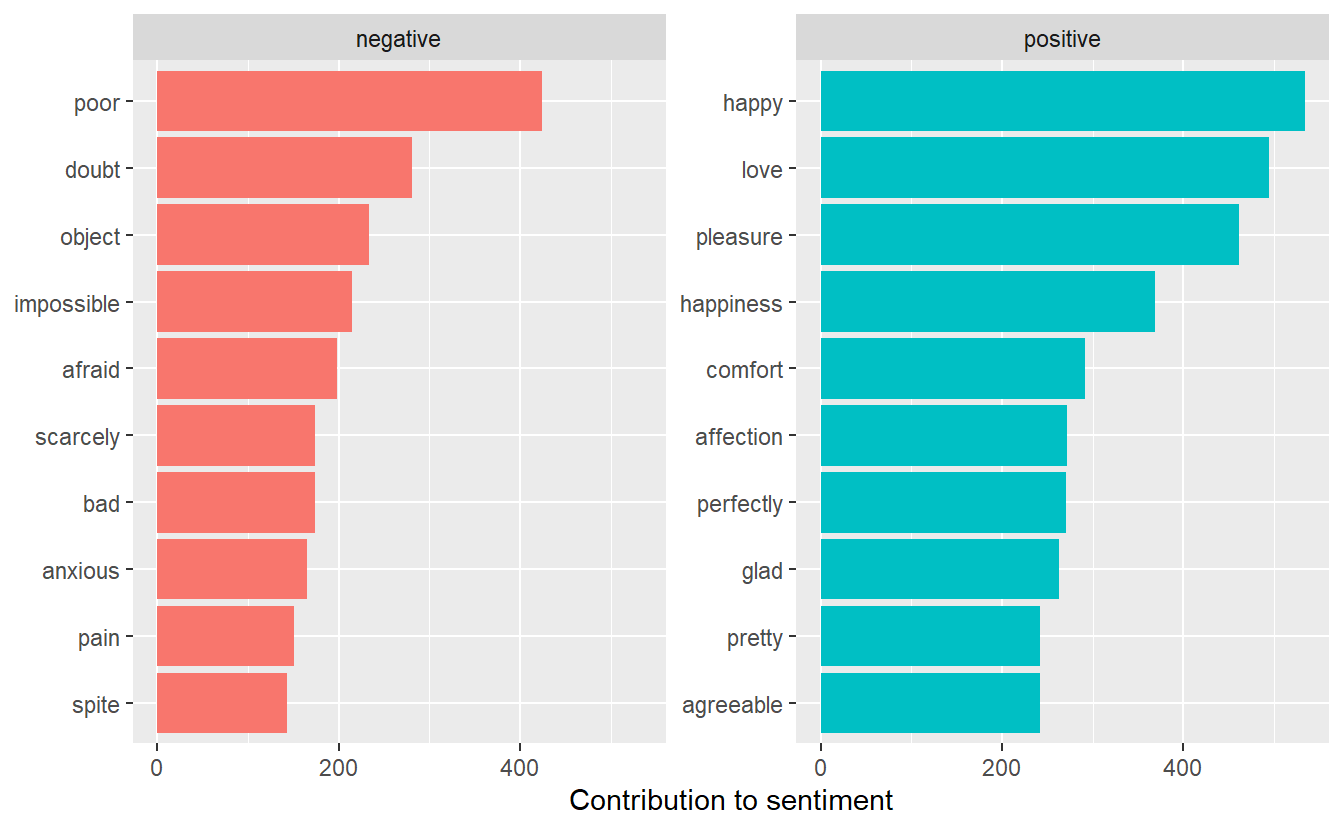 negative
poor
doubt
object
impossible
afraid
scarcely
bad
anxious
pain
spite
0 200 400
positive
happy
love
pleasure
happiness
comfort
affection
perfectly
glad
pretty
agreeable
0 200 400
Contribution to sentiment